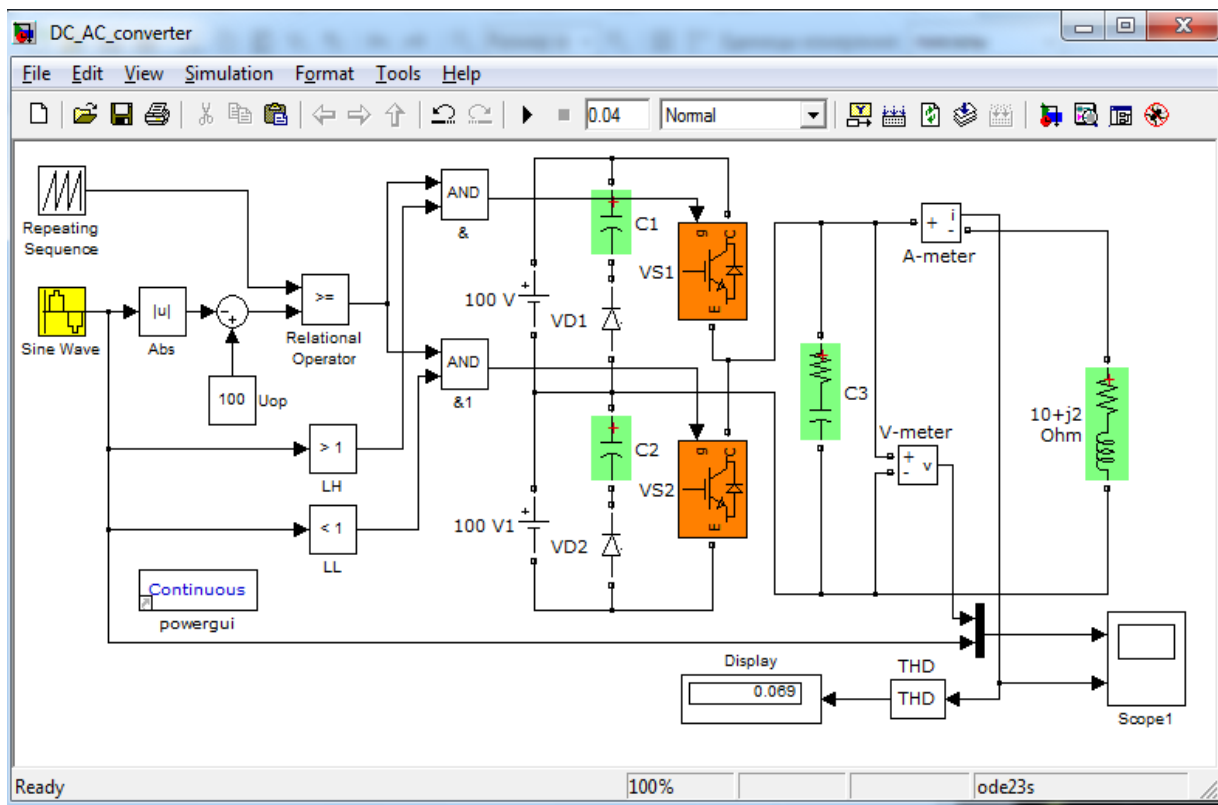 DC_AC_converter
File Edit View Simulation Format Tools Help
0.04 Normal
Repeating
Sequence
Sine Wave
|u|
Abs
-
+
100
Uop
>=
Relational
Operator
AND
&
AND
&1
> 1
LH
< 1
LL
Continuous
powergui
+
100 V
VD1
+
C1
g
C
VS1
E
+
100 V1
VD2
+
C2
g
C
VS2
E
+
C3
+ i
-
A-meter
V-meter
+
- v
+
10+j2
Ohm
Display
0.069
THD
THD
Scope1
Ready 100% ode23s